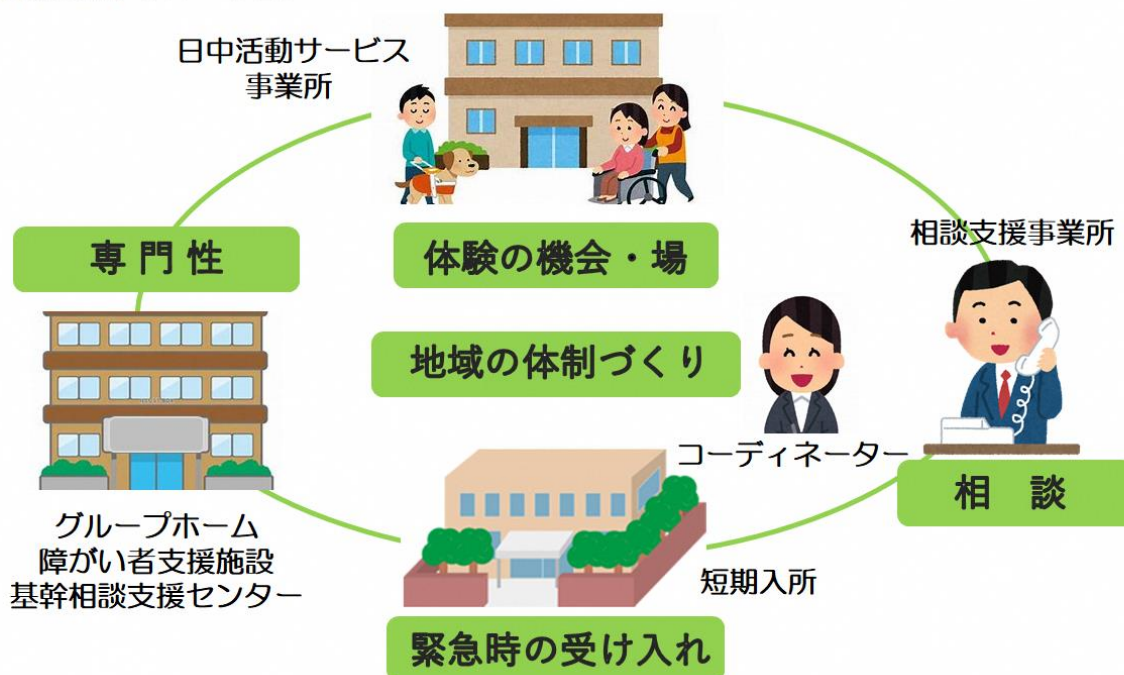 日中活動サービス
事業所
専門性
体験の機会・場
相談支援事業所
地域の体制づくり
コーディネーター
相　談
グループホーム
障がい者支援施設
基幹相談支援センター
短期入所
緊急時の受け入れ